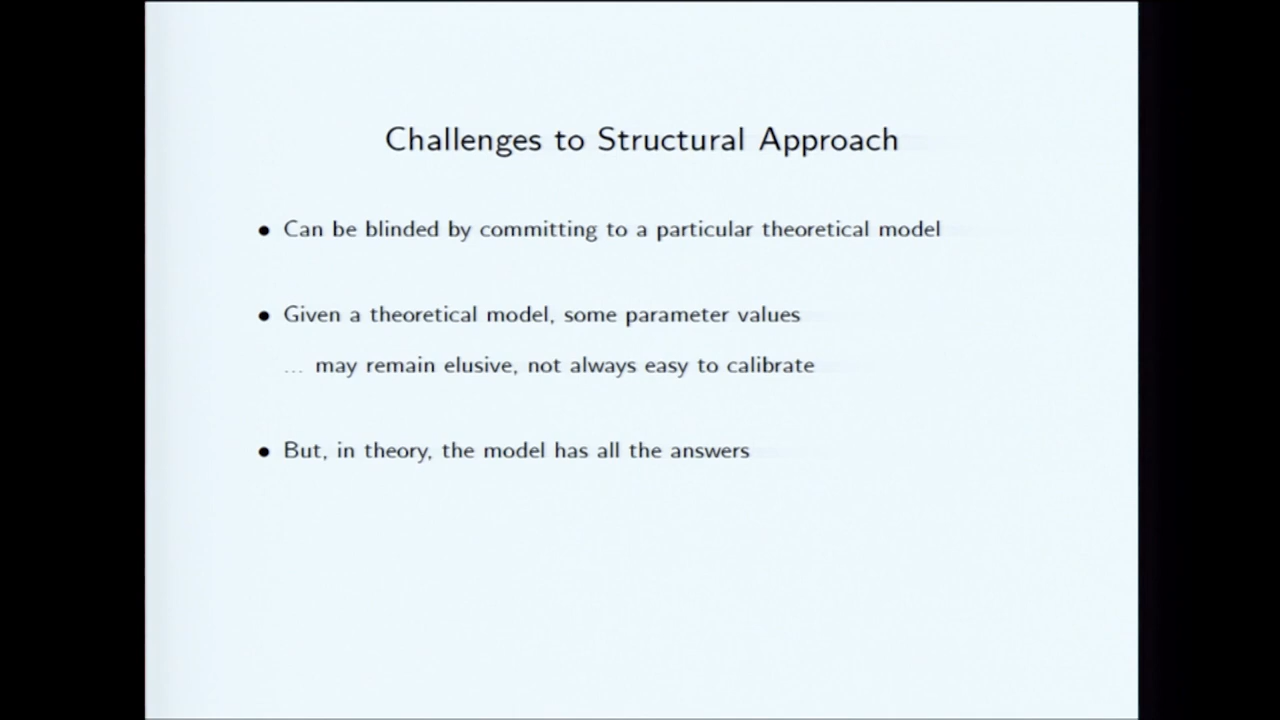 Challenges to Structural Approach
• Can be blinded by committing to a particular theoretical model
• Given a theoretical model, some parameter values
... may remain elusive, not always easy to calibrate
• But, in theory, the model has all the answers